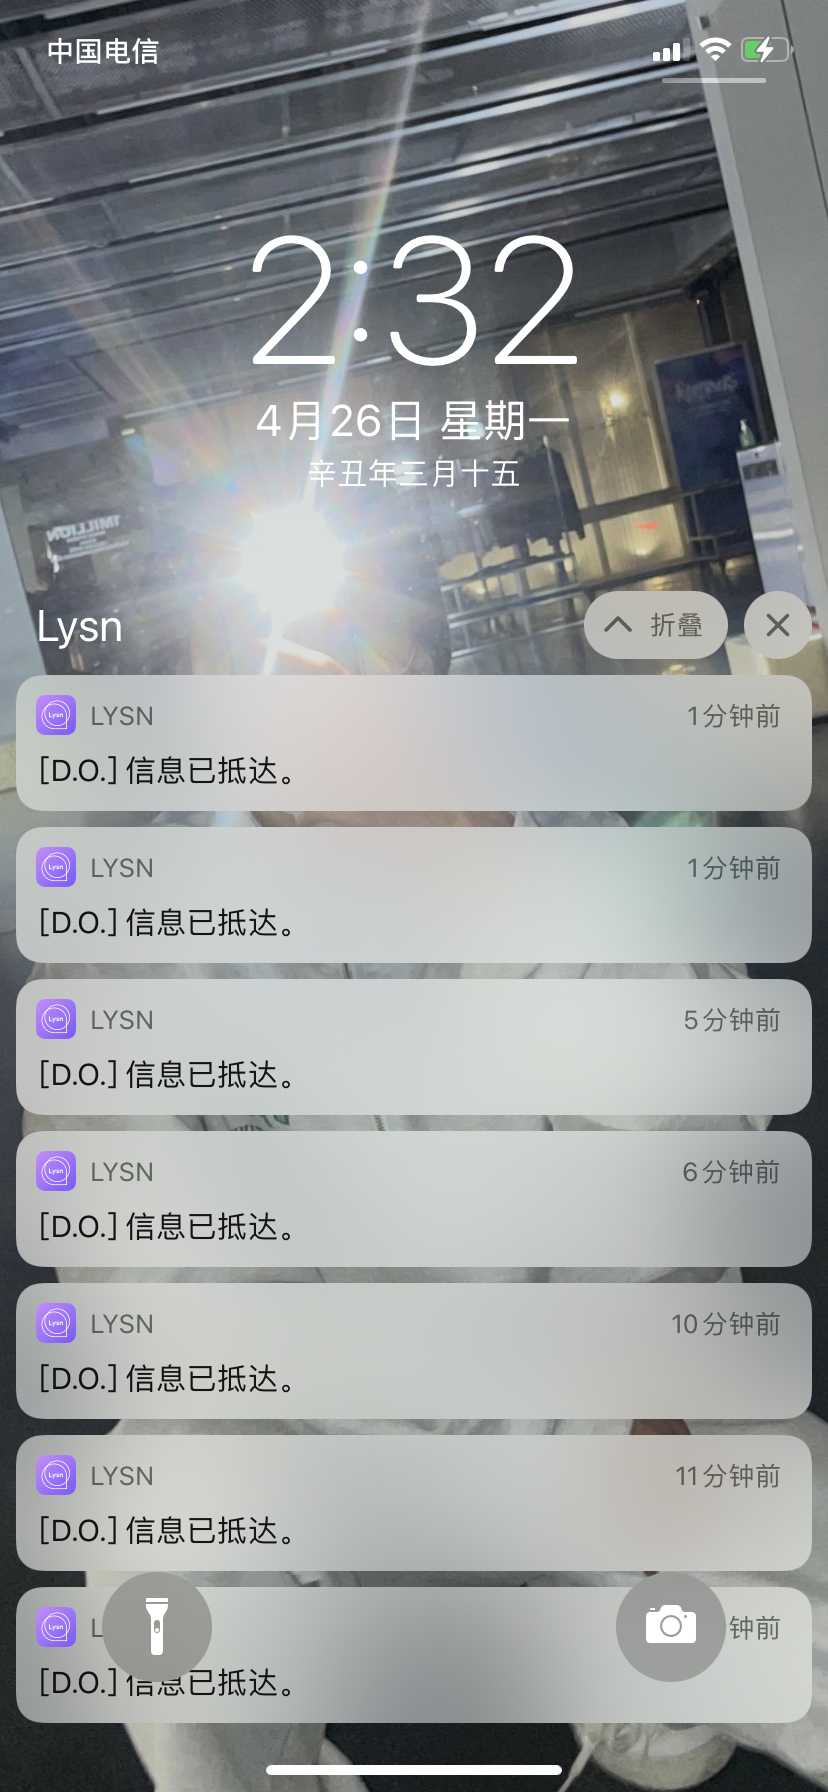 中国电信
2:32
4月26日 星期一
辛丑年三月十五
Lysn
折叠
LYSN
1分钟前
[D.O.] 信息已抵达。
LYSN
1分钟前
[D.O.] 信息已抵达。
LYSN
5分钟前
[D.O.] 信息已抵达。
LYSN
6分钟前
[D.O.] 信息已抵达。
LYSN
10分钟前
[D.O.] 信息已抵达。
LYSN
11分钟前
[D.O.] 信息已抵达。
L
钟前
[D.O.] 信息已抵达。